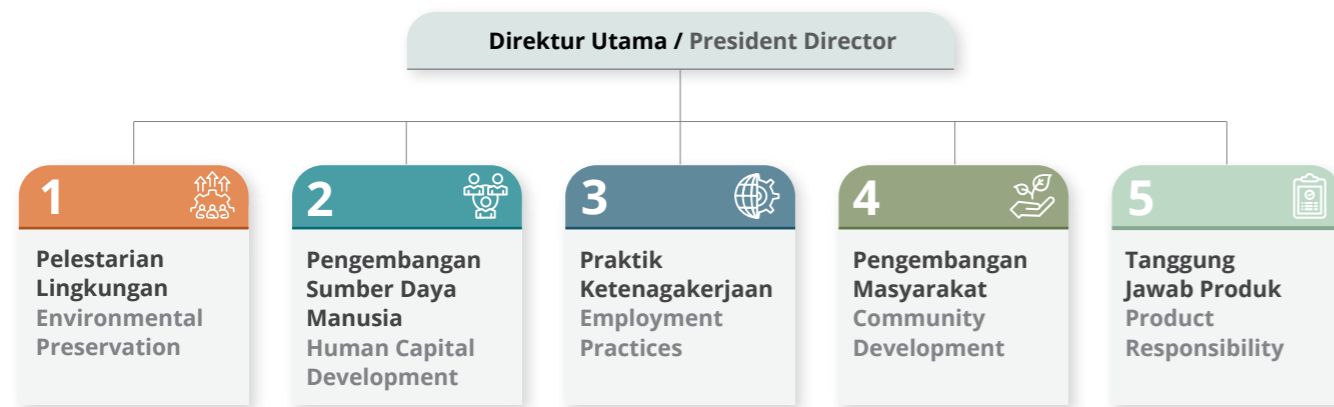 Direktur Utama / President Director
1
Pelestarian
Lingkungan
Environmental
Preservation
2
Pengembangan
Sumber Daya
Manusia
Human Capital
Development
3
Praktik
Ketenagakerjaan
Employment
Practices
4
Pengembangan
Masyarakat
Community
Development
5
Tanggung
Jawab Produk
Product
Responsibility